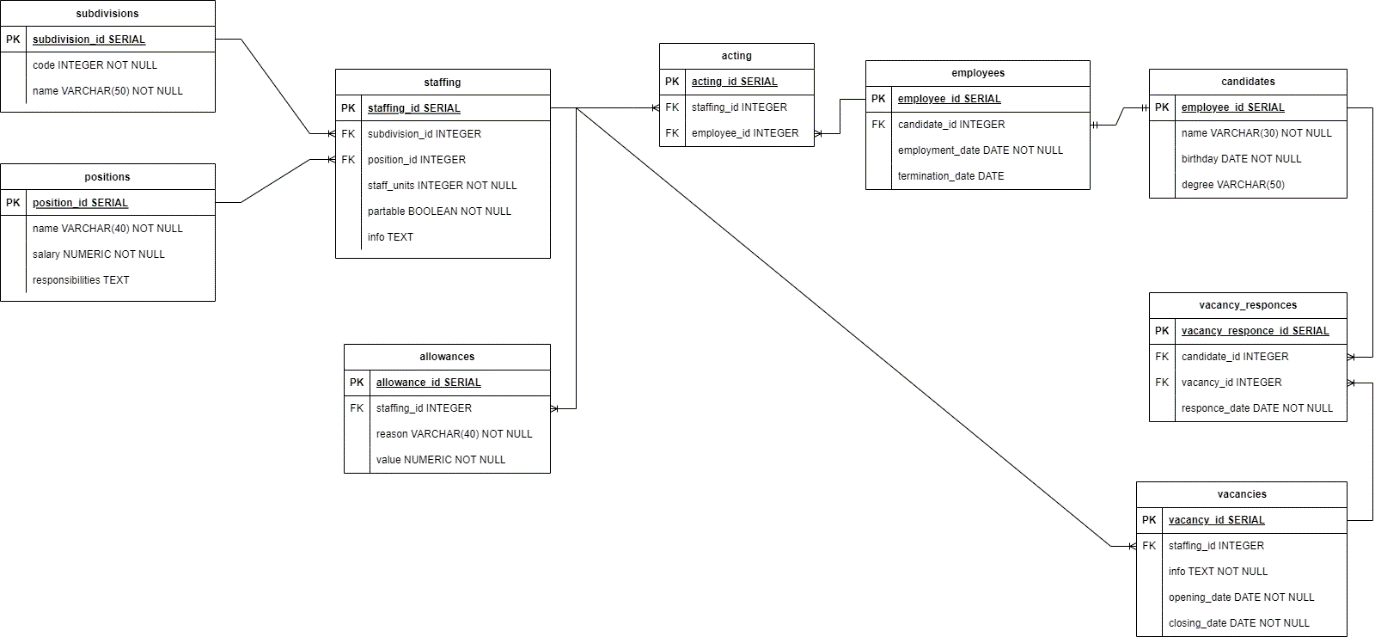 subdivisions
PK subdivision_id SERIAL
code INTEGER NOT NULL
name VARCHAR(50) NOT NULL
positions
PK position_id SERIAL
name VARCHAR(40) NOT NULL
salary NUMERIC NOT NULL
responsibilities TEXT
staffing
PK staffing_id SERIAL
FK subdivision_id INTEGER
FK position_id INTEGER
staff_units INTEGER NOT NULL
partable BOOLEAN NOT NULL
info TEXT
allowances
PK allowance_id SERIAL
FK staffing_id INTEGER
reason VARCHAR(40) NOT NULL
value NUMERIC NOT NULL
acting
PK acting_id SERIAL
FK staffing_id INTEGER
FK employee_id INTEGER
employees
PK employee_id SERIAL
FK candidate_id INTEGER
employment_date DATE NOT NULL
termination_date DATE
candidates
PK employee_id SERIAL
name VARCHAR(30) NOT NULL
birthday DATE NOT NULL
degree VARCHAR(50)
vacancy_responces
PK vacancy_responce_id SERIAL
FK candidate_id INTEGER
FK vacancy_id INTEGER
responce_date DATE NOT NULL
vacancies
PK vacancy_id SERIAL
FK staffing_id INTEGER
info TEXT NOT NULL
opening_date DATE NOT NULL
closing_date DATE NOT NULL